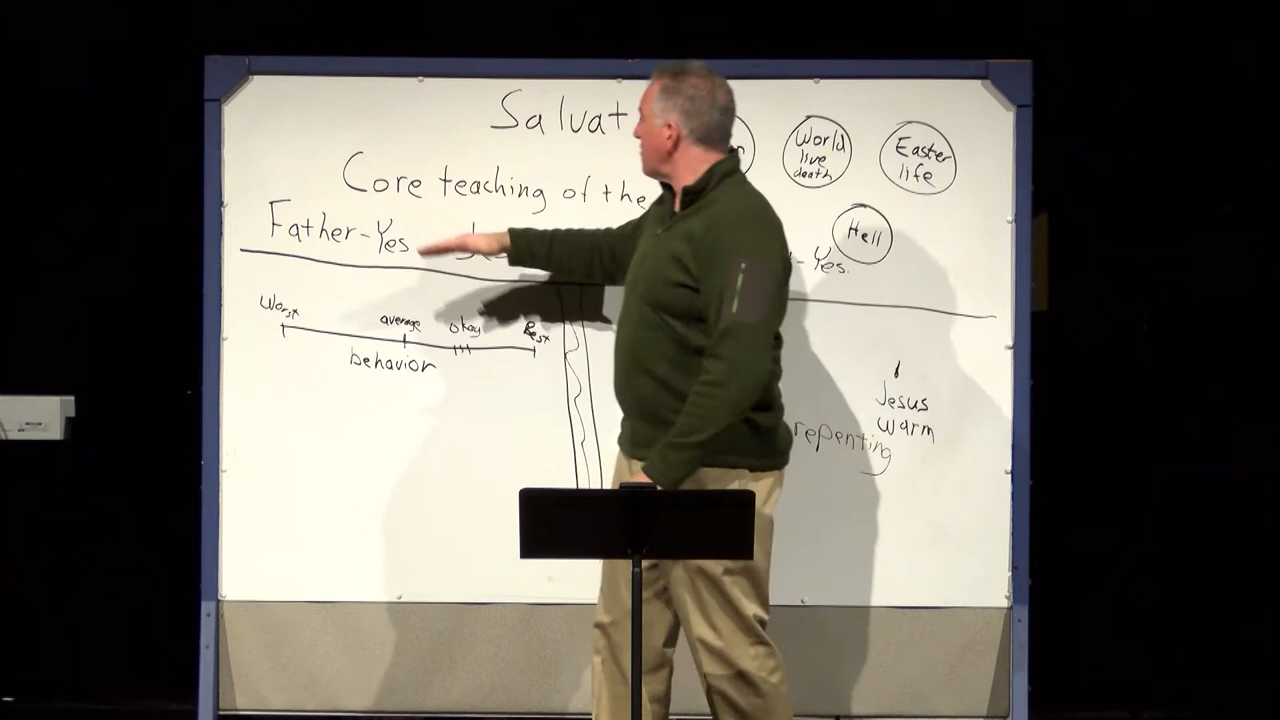 Salvat
World
live
death
Easter
life
Core teaching of the
Hell
Father-Yes
- Yes.
Worst
average
okay
Best
behavior
Jesus
warm
repenting